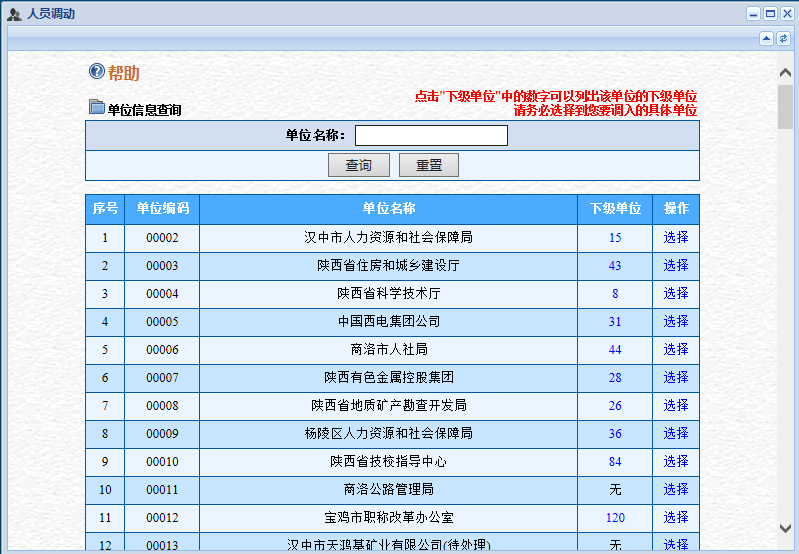 人员调动
帮助
点击"下级单位"中的数字可以列出该单位的下级单位
请务必选择到您要调入的具体单位
单位信息查询
单位名称：
查询 重置
序号 单位编码 单位名称 下级单位 操作
1 00002 汉中市人力资源和社会保障局 15 选择
2 00003 陕西省住房和城乡建设厅 43 选择
3 00004 陕西省科学技术厅 8 选择
4 00005 中国西电集团公司 31 选择
5 00006 商洛市人社局 44 选择
6 00007 陕西有色金属控股集团 28 选择
7 00008 陕西省地质矿产勘查开发局 26 选择
8 00009 杨陵区人力资源和社会保障局 36 选择
9 00010 陕西省技校指导中心 84 选择
10 00011 商洛公路管理局 无 选择
11 00012 宝鸡市职称改革办公室 120 选择
12 00013 汉中市天鸿基矿业有限公司(待处理) 无 选择